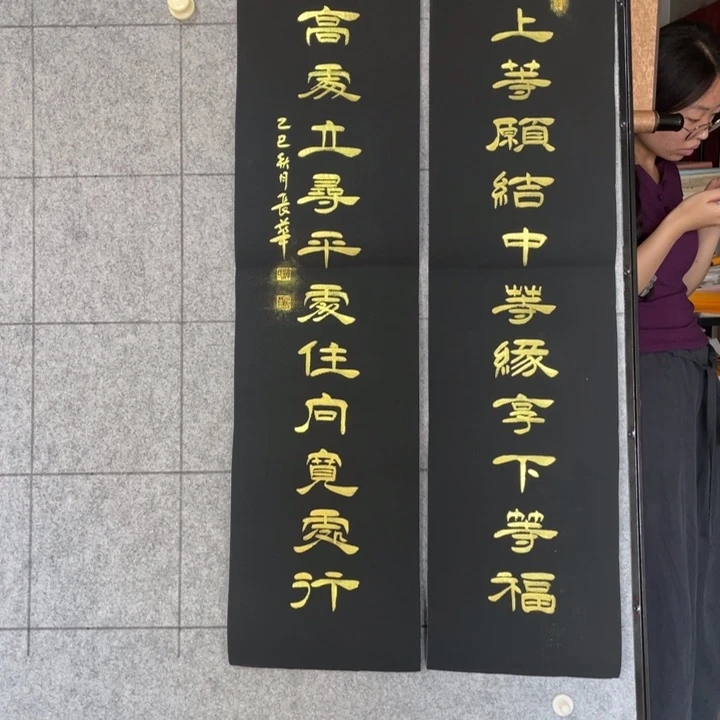 上等願結中等緣享下等福
高處立尋平處住向寬處行
乙巳秋月長華